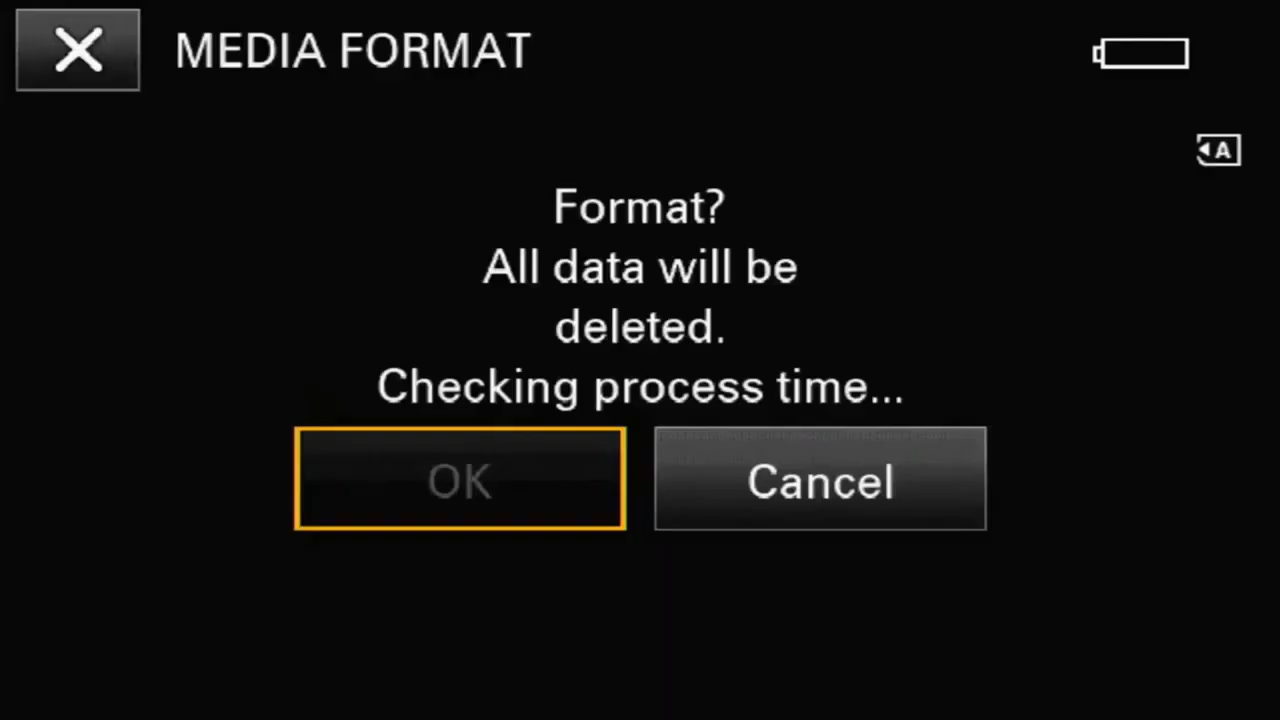 MEDIA FORMAT
A
Format?
All data will be
deleted.
Checking process time...
OK
Cancel